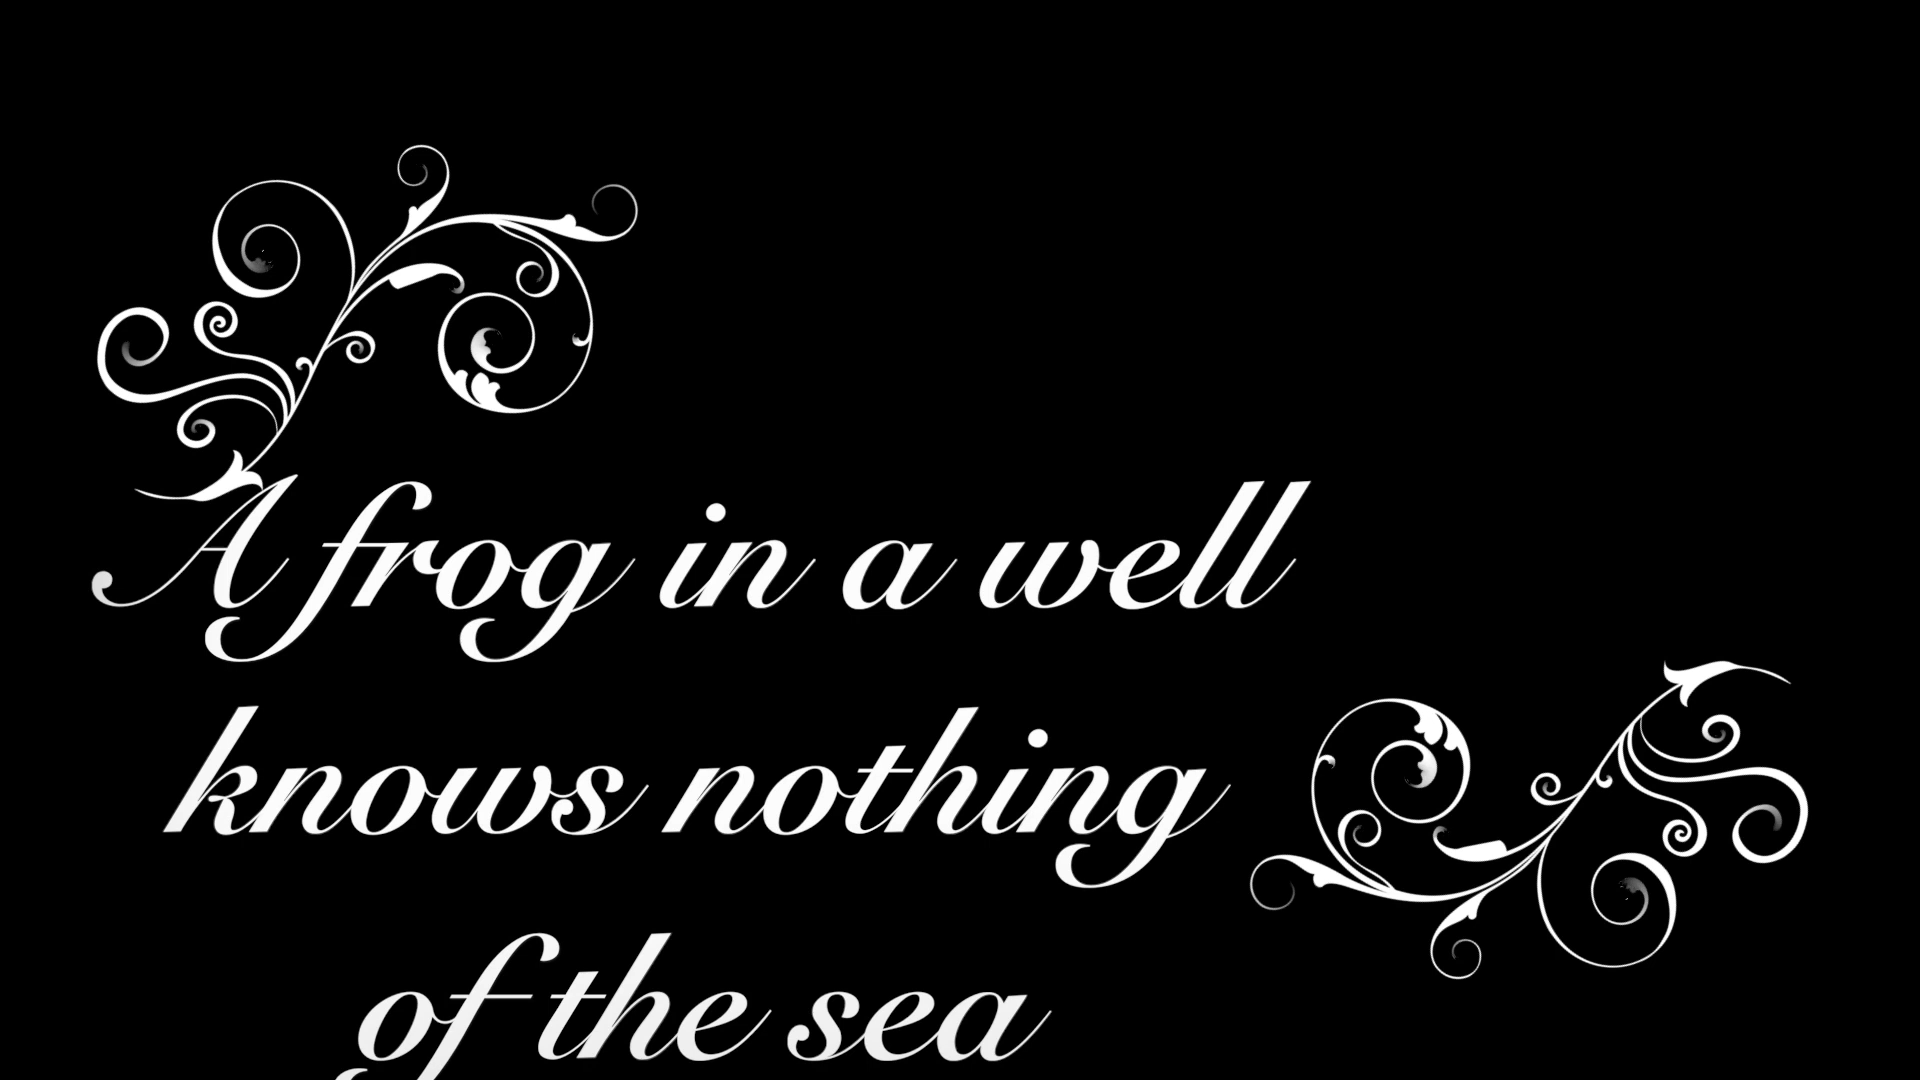 A frog in a well
knows nothing
of the sea